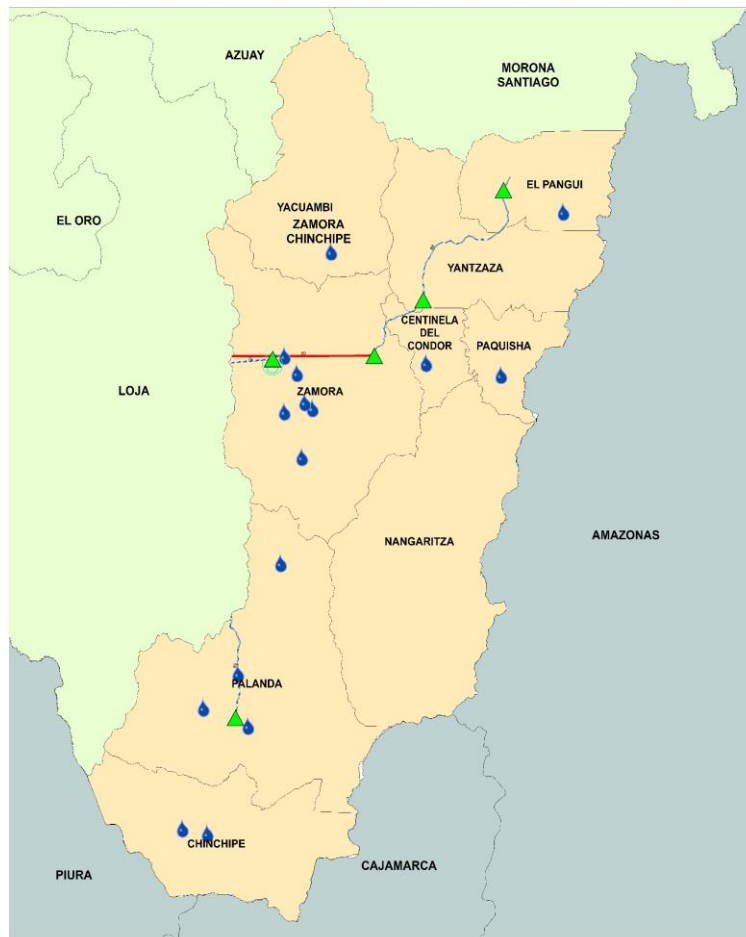 AZUAY
MORONA
SANTIAGO
EL PANGUI
YACUAMBI
EL ORO
ZAMORA
CHINCHIPE
YANTZAZA
CENTINELA
DEL
CONDOR
PAQUISHA
LOJA
ZAMORA
NANGARITZA
AMAZONAS
PALANDA
CHINCHIPE
CAJAMARCA
PIURA